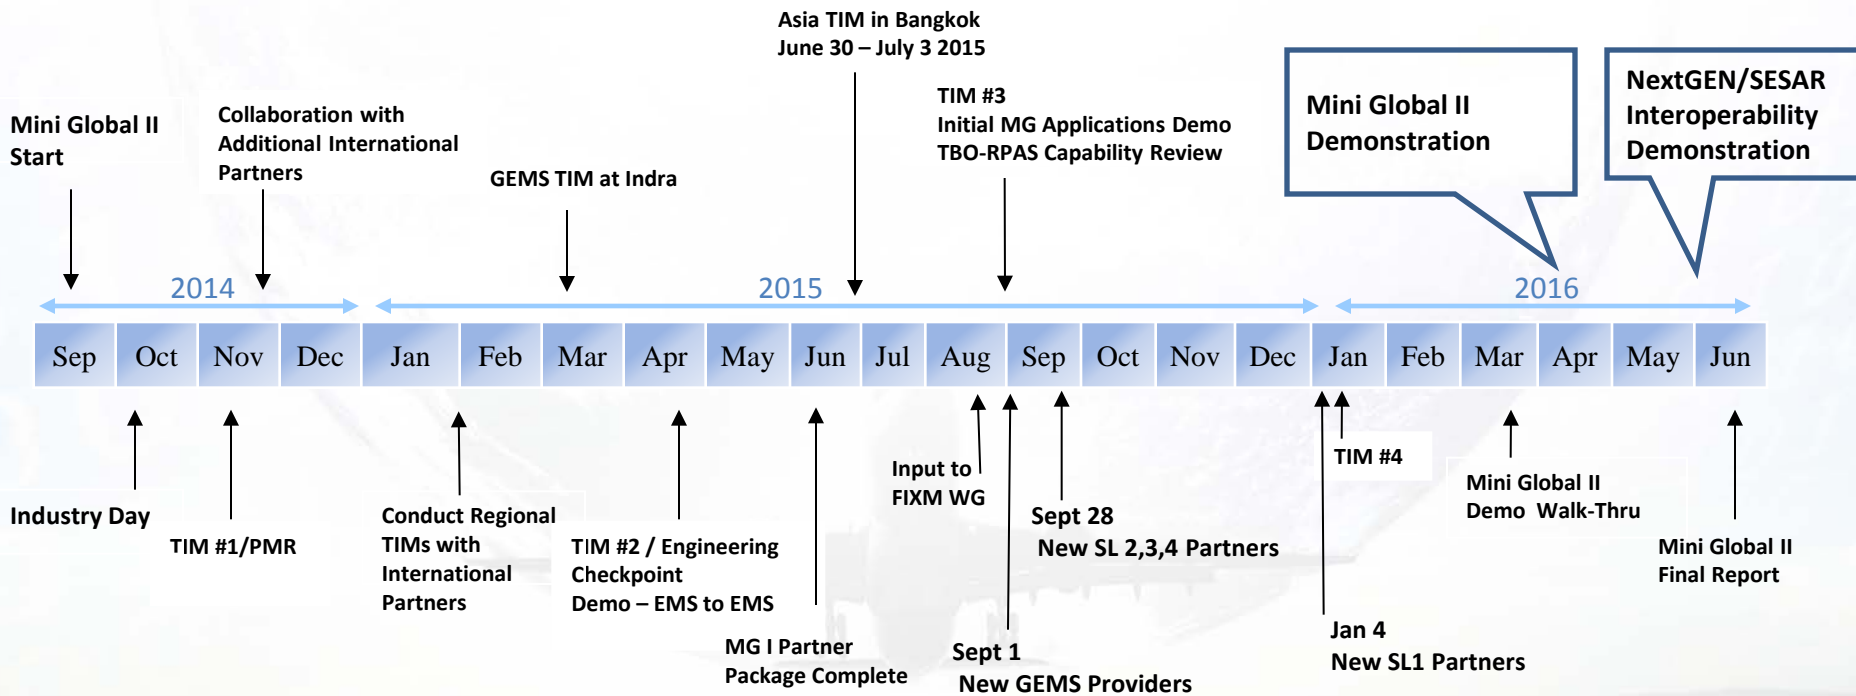 Asia TIM in Bangkok
June 30 – July 3 2015
Mini Global II
Start
Collaboration with
Additional International
Partners
GEMS TIM at Indra
TIM #3
Initial MG Applications Demo
TBO-RPAS Capability Review
Mini Global II
Demonstration
NextGEN/SESAR
Interoperability
Demonstration
2014
2015
2016
Sep Oct Nov Dec Jan Feb Mar Apr May Jun Jul Aug Sep Oct Nov Dec Jan Feb Mar Apr May Jun
Industry Day
TIM #1/PMR
Conduct Regional
TIMs with
International
Partners
TIM #2 / Engineering
Checkpoint
Demo – EMS to EMS
MG I Partner
Package Complete
Input to
FIXM WG
Sept 1
New GEMS Providers
Sept 28
New SL 2,3,4 Partners
Jan 4
New SL1 Partners
TIM #4
Mini Global II
Demo Walk-Thru
Mini Global II
Final Report